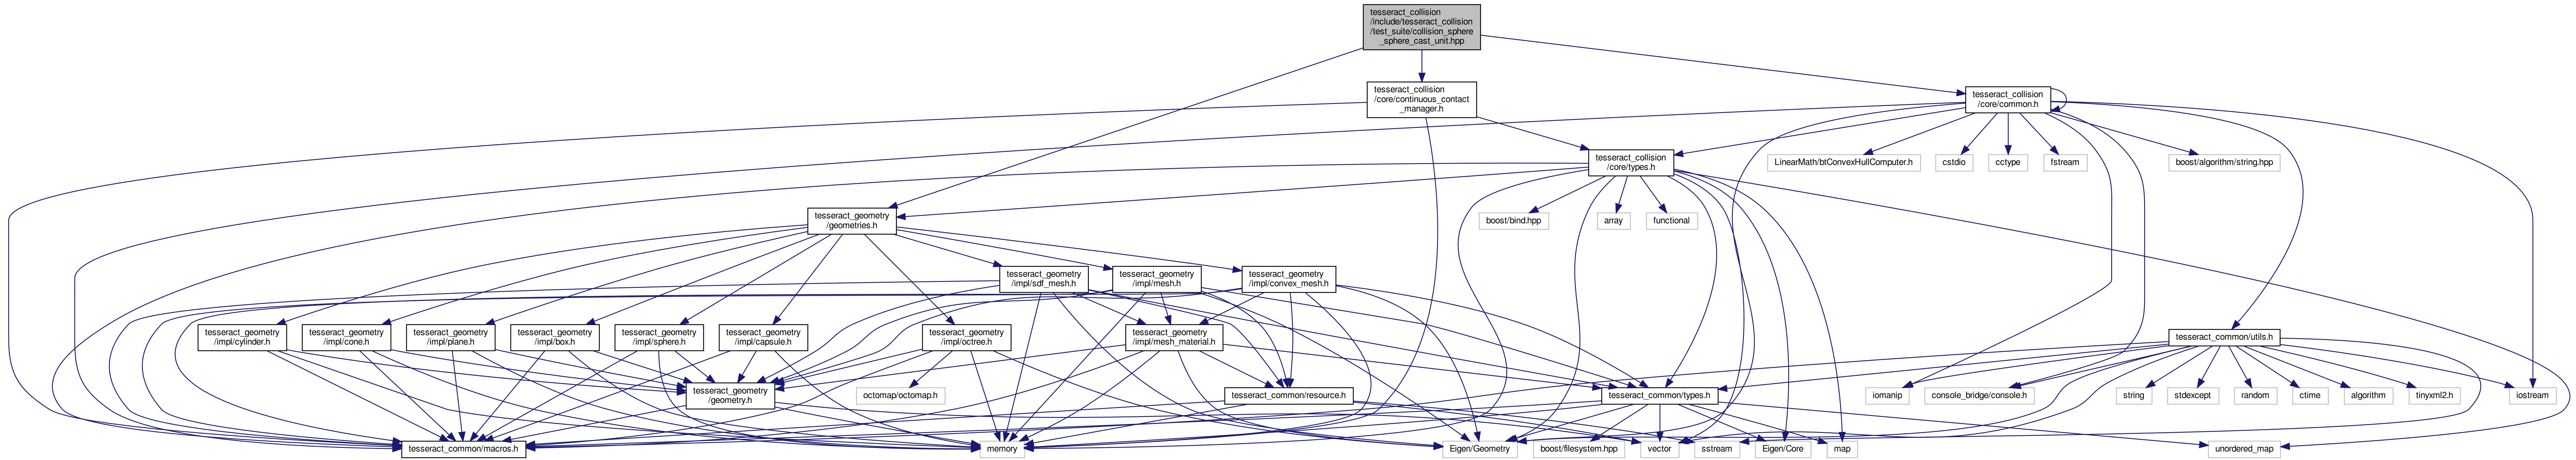 tesseract_collision
/include/tesseract_collision
/test_suite/collision_sphere
_sphere_cast_unit.hpp
tesseract_collision
/core/continuous_contact
_manager.h
tesseract_collision
/core/common.h
tesseract_collision
/core/types.h
LinearMath/btConvexHullComputer.h
cstdio
cctype
fstream
boost/algorithm/string.hpp
tesseract_geometry
/geometries.h
boost/bind.hpp
array
functional
tesseract_geometry
/impl/sdf_mesh.h
tesseract_geometry
/impl/mesh.h
tesseract_geometry
/impl/convex_mesh.h
tesseract_geometry
/impl/cylinder.h
tesseract_geometry
/impl/cone.h
tesseract_geometry
/impl/plane.h
tesseract_geometry
/impl/box.h
tesseract_geometry
/impl/sphere.h
tesseract_geometry
/impl/capsule.h
tesseract_geometry
/impl/octree.h
tesseract_geometry
/impl/mesh_material.h
tesseract_common/utils.h
tesseract_geometry
/geometry.h
octomap/octomap.h
tesseract_common/resource.h
tesseract_common/types.h
iomanip
console_bridge/console.h
string
stdexcept
random
ctime
algorithm
tinyxml2.h
iostream
tesseract_common/macros.h
memory
Eigen/Geometry
boost/filesystem.hpp
vector
sstream
Eigen/Core
map
unordered_map